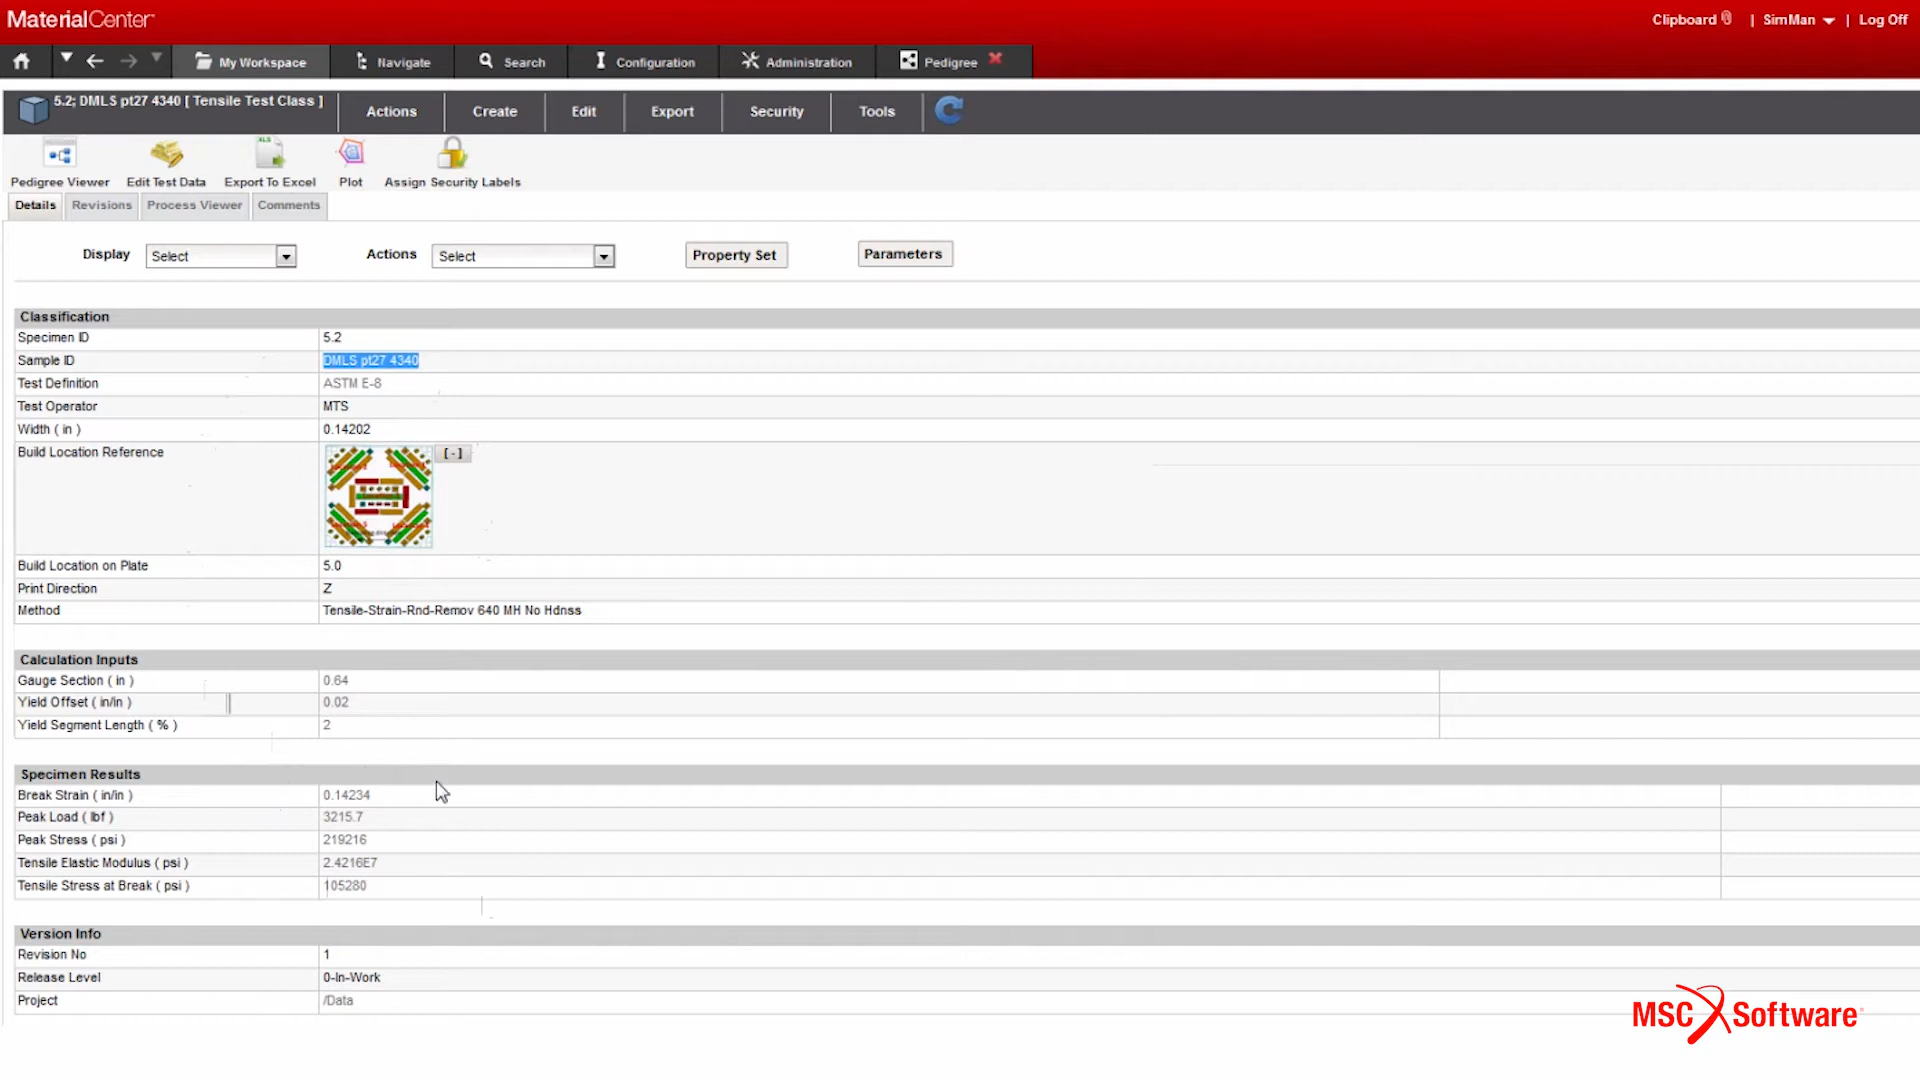 MaterialCenter
Clipboard | SimMan | Log Off
My Workspace Navigate Search Configuration Administration Pedigree
5.2; DMLS pt27 4340 [ Tensile Test Class ] Actions Create Edit Export Security Tools
XLS
Pedigree Viewer Edit Test Data Export To Excel Plot Assign Security Labels
Details Revisions Process Viewer Comments
Display Select Actions Select Property Set Parameters
Classification
Specimen ID 5.2
Sample ID DMLS pt27 4340
Test Definition ASTM E-8
Test Operator MTS
Width ( in ) 0.14202
Build Location Reference [ - ]
Build Location on Plate 5.0
Print Direction Z
Method Tensile-Strain-Rnd-Remov 640 MH No Hdnss
Calculation Inputs
Gauge Section ( in ) 0.64
Yield Offset ( in/in ) 0.02
Yield Segment Length ( % ) 2
Specimen Results
Break Strain ( in/in ) 0.14234
Peak Load ( lbf ) 3215.7
Peak Stress ( psi ) 219216
Tensile Elastic Modulus ( psi ) 2.4216E7
Tensile Stress at Break ( psi ) 105280
Version Info
Revision No 1
Release Level 0-In-Work
Project /Data
MSC Software